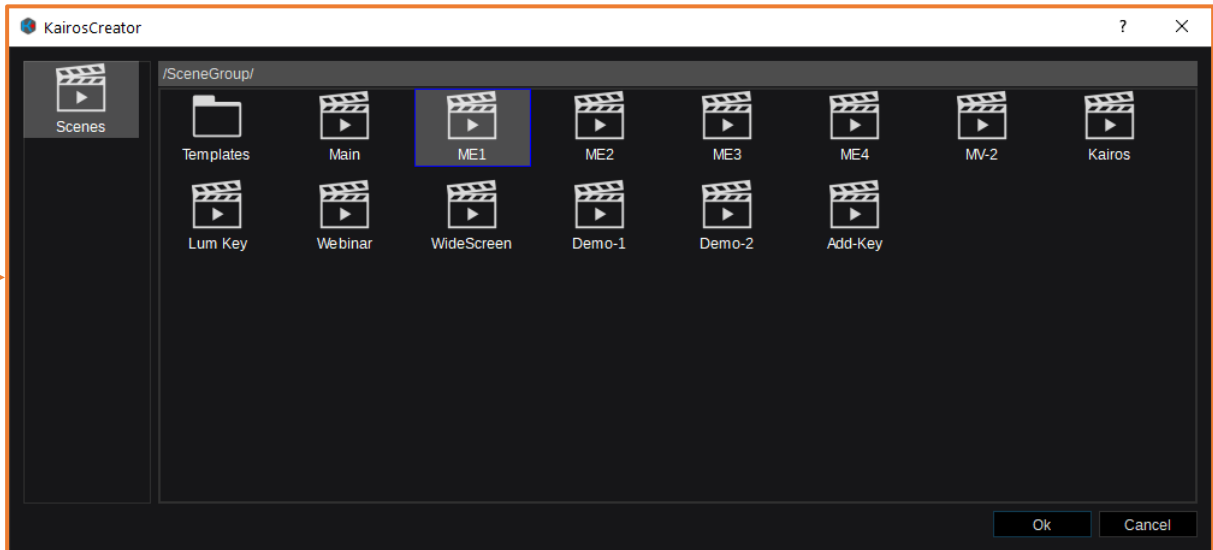 KairosCreator ?
/SceneGroup/
Scenes
Templates Main ME1 ME2 ME3 ME4 MV-2 Kairos
Lum Key Webinar WideScreen Demo-1 Demo-2 Add-Key
Ok Cancel